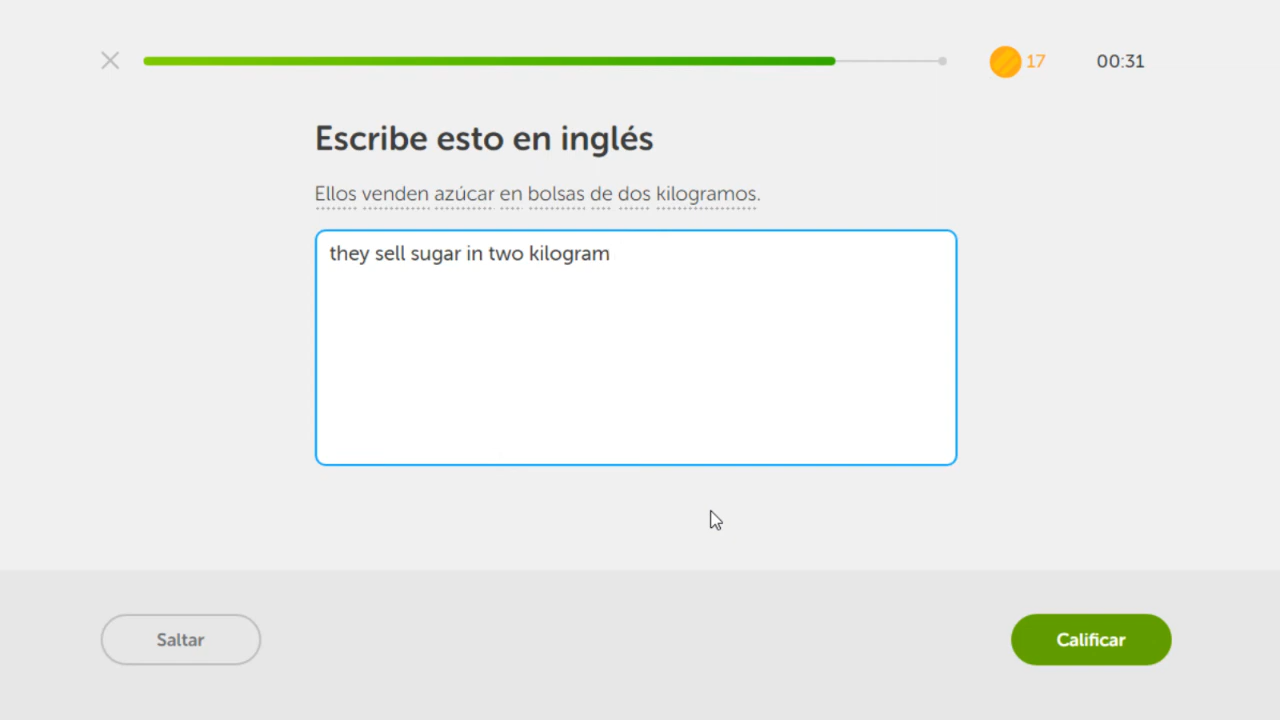 17 00:31
Escribe esto en inglés
Ellos venden azúcar en bolsas de dos kilogramos.
they sell sugar in two kilogram
Saltar Calificar